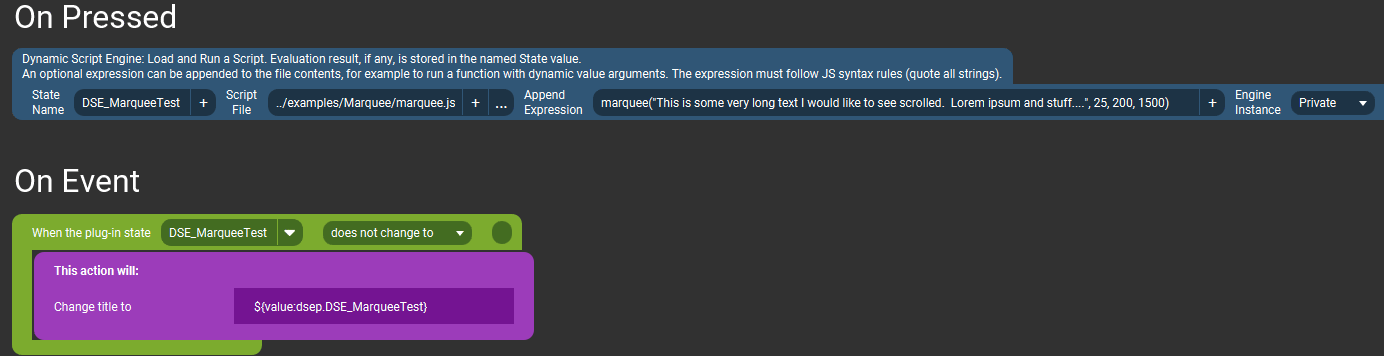 On Pressed
Dynamic Script Engine: Load and Run a Script. Evaluation result, if any, is stored in the named State value.
An optional expression can be appended to the file contents, for example to run a function with dynamic value arguments. The expression must follow JS syntax rules (quote all strings).
State Name DSE_MarqueeTest + Script File ../examples/Marquee/marquee.js + ... Append Expression marquee("This is some very long text I would like to see scrolled.  Lorem ipsum and stuff....", 25, 200, 1500) + Engine Instance Private
On Event
When the plug-in state DSE_MarqueeTest does not change to
This action will:
Change title to ${value:dsep.DSE_MarqueeTest}